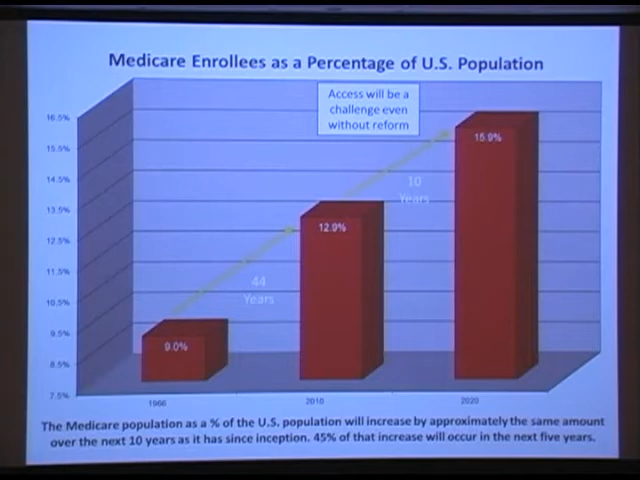 Medicare Enrollees as a Percentage of U.S. Population
Access will be a
challenge even
without reform
16.5%
15.5%
14.5%
13.5%
12.5%
11.5%
10.5%
9.5%
8.5%
7.5%
15.9%
10
Years
12.9%
44
Years
9.0%
1966
2010
2020
The Medicare population as a % of the U.S. population will increase by approximately the same amount
over the next 10 years as it has since inception. 45% of that increase will occur in the next five years.